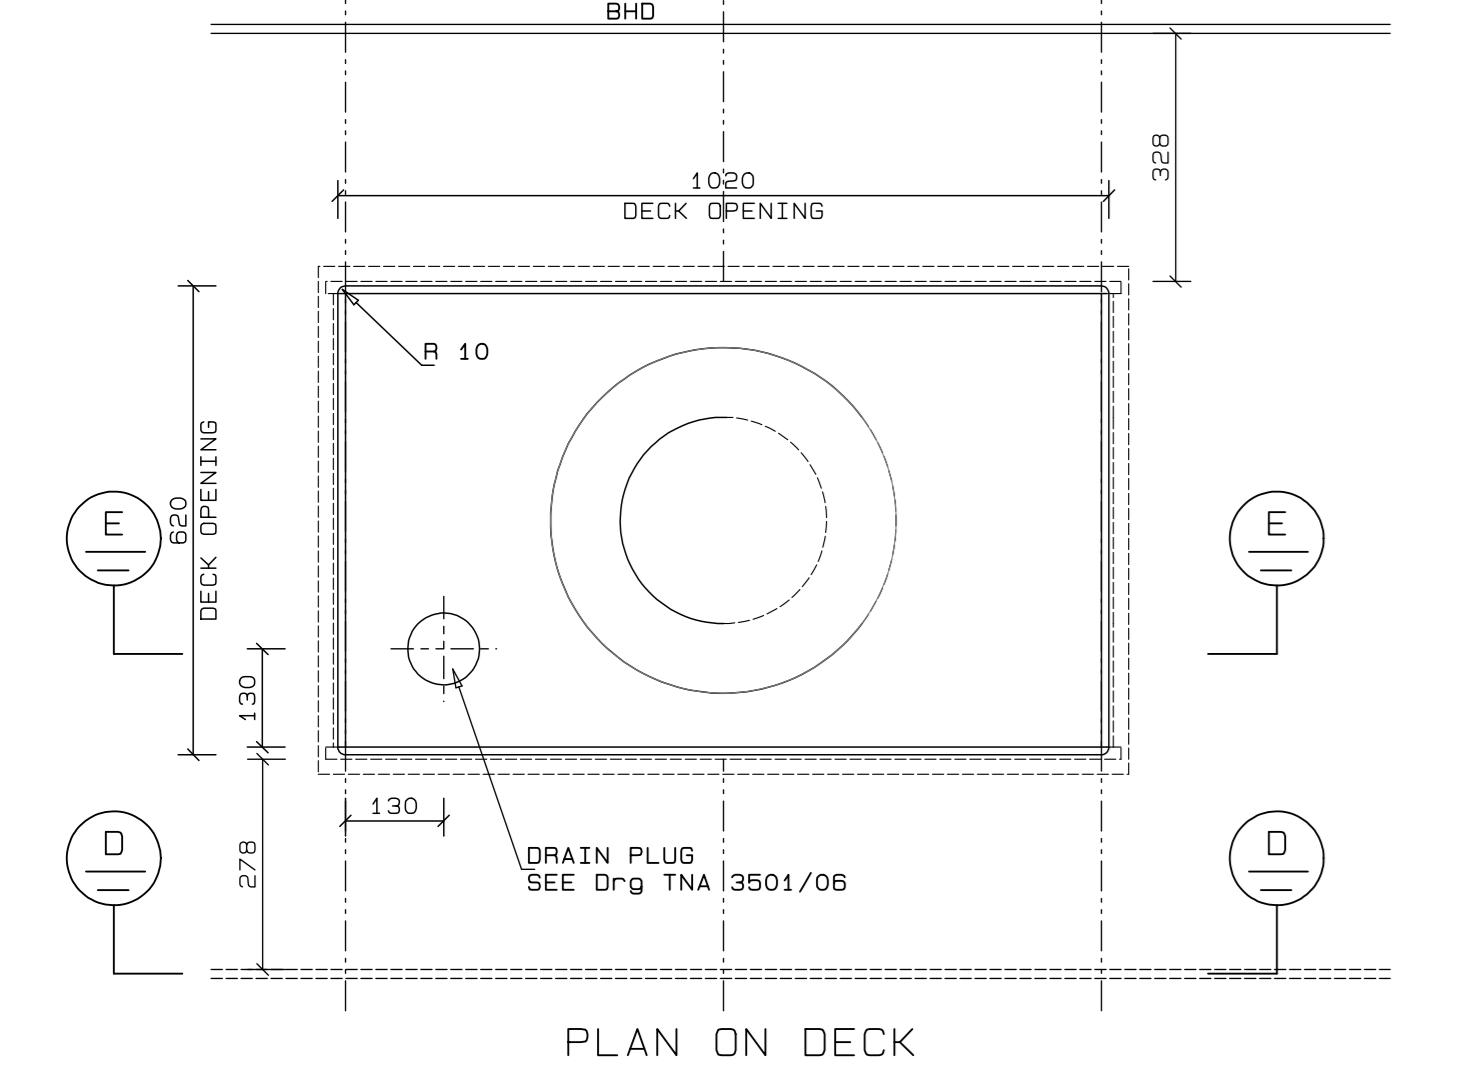 BHD
328
1020
DECK OPENING
R 10
620
DECK OPENING
E
E
130
130
278
D
D
DRAIN PLUG
SEE Drg TNA 3501/06
PLAN ON DECK